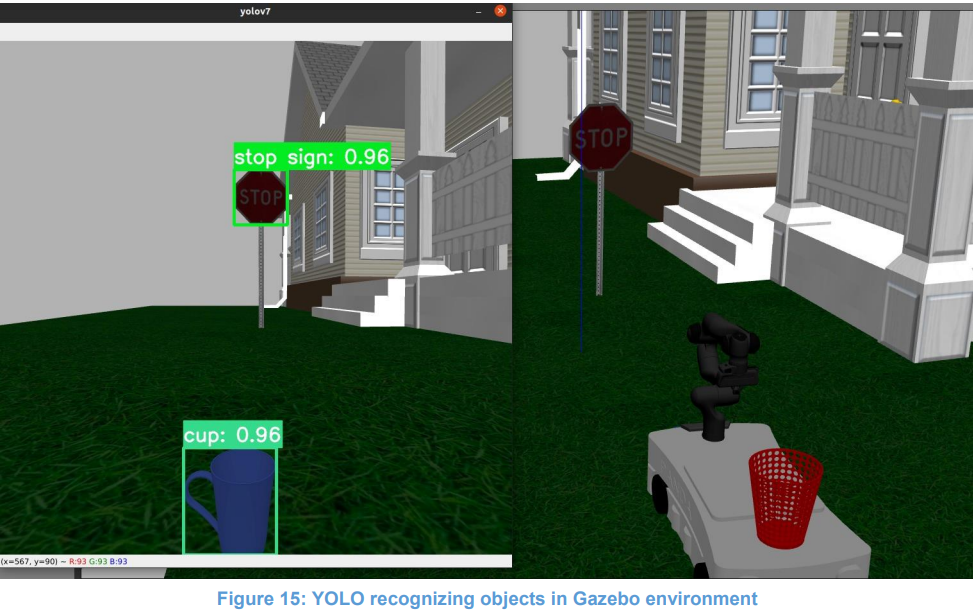 yolov7
stop sign: 0.96
STOP
STOP
cup: 0.96
(x=567, y=90) ~ R:93 G:93 B:93
Figure 15: YOLO recognizing objects in Gazebo environment